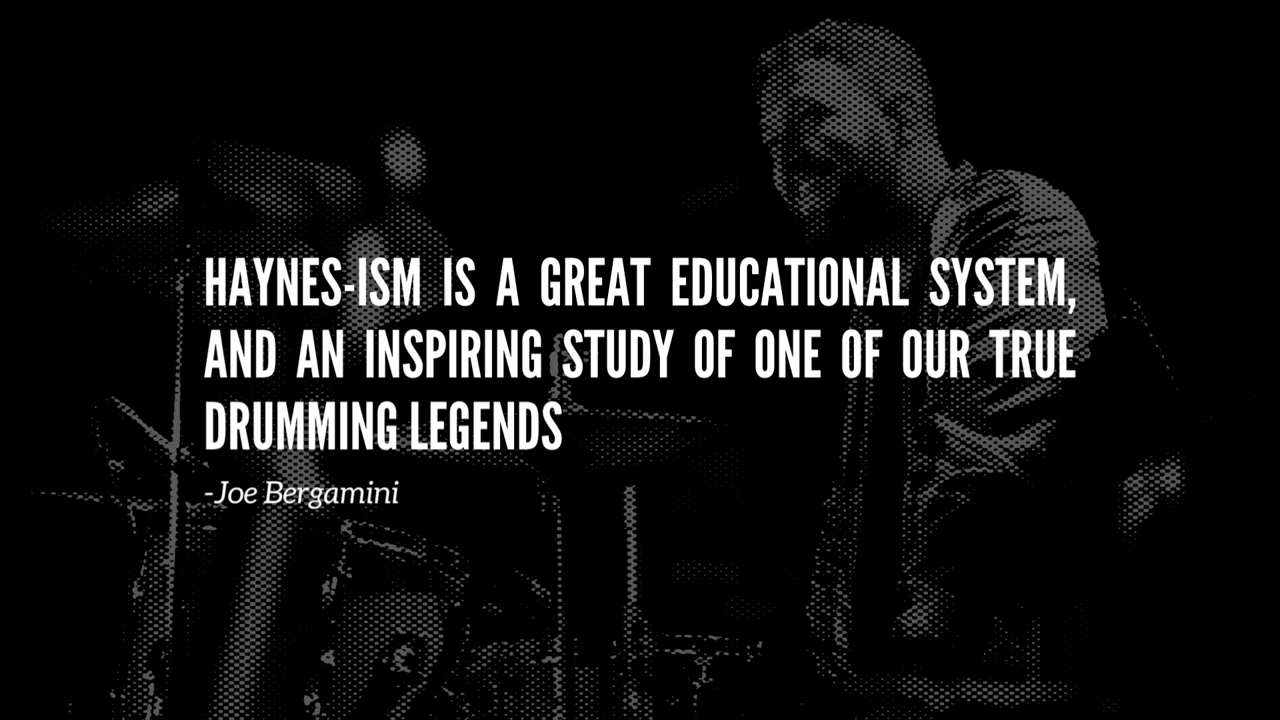 HAYNES-ISM IS A GREAT EDUCATIONAL SYSTEM,
AND AN INSPIRING STUDY OF ONE OF OUR TRUE
DRUMMING LEGENDS
-Joe Bergamini